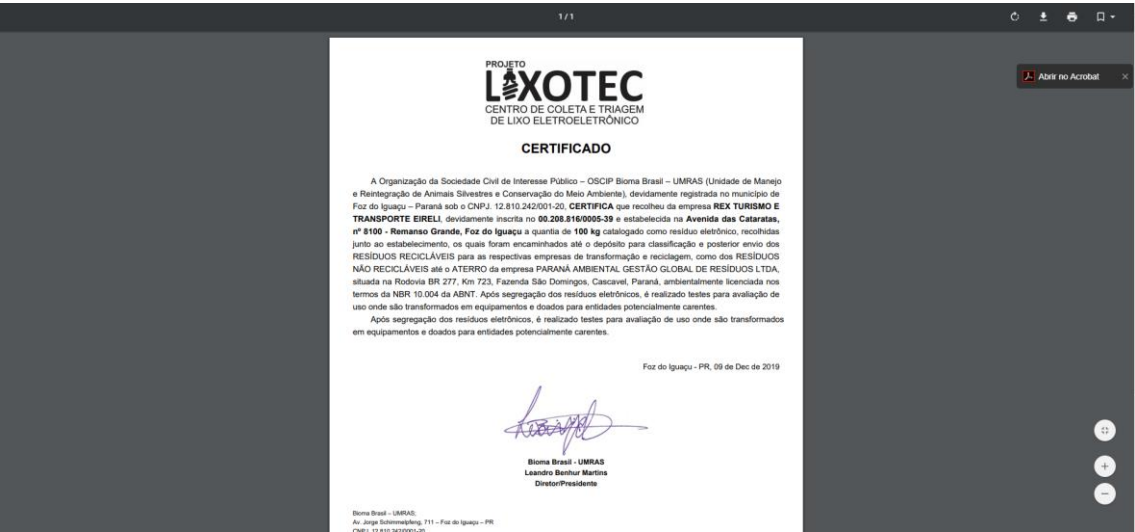 1/1
Abrir no Acrobat
PROJETO
LIXOTEC
CENTRO DE COLETA E TRIAGEM
DE LIXO ELETROELETRÔNICO
CERTIFICADO
A Organização da Sociedade Civil de Interesse Público – OSCIP Bioma Brasil – UMRAS (Unidade de Manejo
e Reintegração de Animais Silvestres e Conservação do Meio Ambiente), devidamente registrada no município de
Foz do Iguaçu – Paraná sob o CNPJ. 12.810.242/001-20, CERTIFICA que recolheu da empresa REX TURISMO E
TRANSPORTE EIRELI, devidamente inscrita no 00.208.816/0005-39 e estabelecida na Avenida das Cataratas,
nº 8100 - Remanso Grande, Foz do Iguaçu a quantia de 100 kg catalogado como resíduo eletrônico, recolhidas
junto ao estabelecimento, os quais foram encaminhados até o depósito para classificação e posterior envio dos
RESÍDUOS RECICLÁVEIS para as respectivas empresas de transformação e reciclagem, como dos RESÍDUOS
NÃO RECICLÁVEIS até o ATERRO da empresa PARANÁ AMBIENTAL GESTÃO GLOBAL DE RESÍDUOS LTDA,
situada na Rodovia BR 277, Km 723, Fazenda São Domingos, Cascavel, Paraná, ambientalmente licenciada nos
termos da NBR 10.004 da ABNT. Após segregação dos resíduos eletrônicos, é realizado testes para avaliação de
uso onde são transformados em equipamentos e doados para entidades potencialmente carentes.
Após segregação dos resíduos eletrônicos, é realizado testes para avaliação de uso onde são transformados
em equipamentos e doados para entidades potencialmente carentes.
Foz do Iguaçu - PR, 09 de Dec de 2019
Bioma Brasil - UMRAS
Leandro Benhur Martins
Diretor/Presidente
Bioma Brasil – UMRAS;
Av. Jorge Schimmelpfeng, 711 – Foz do Iguaçu – PR
CNPJ. 12.810.242/0001-20